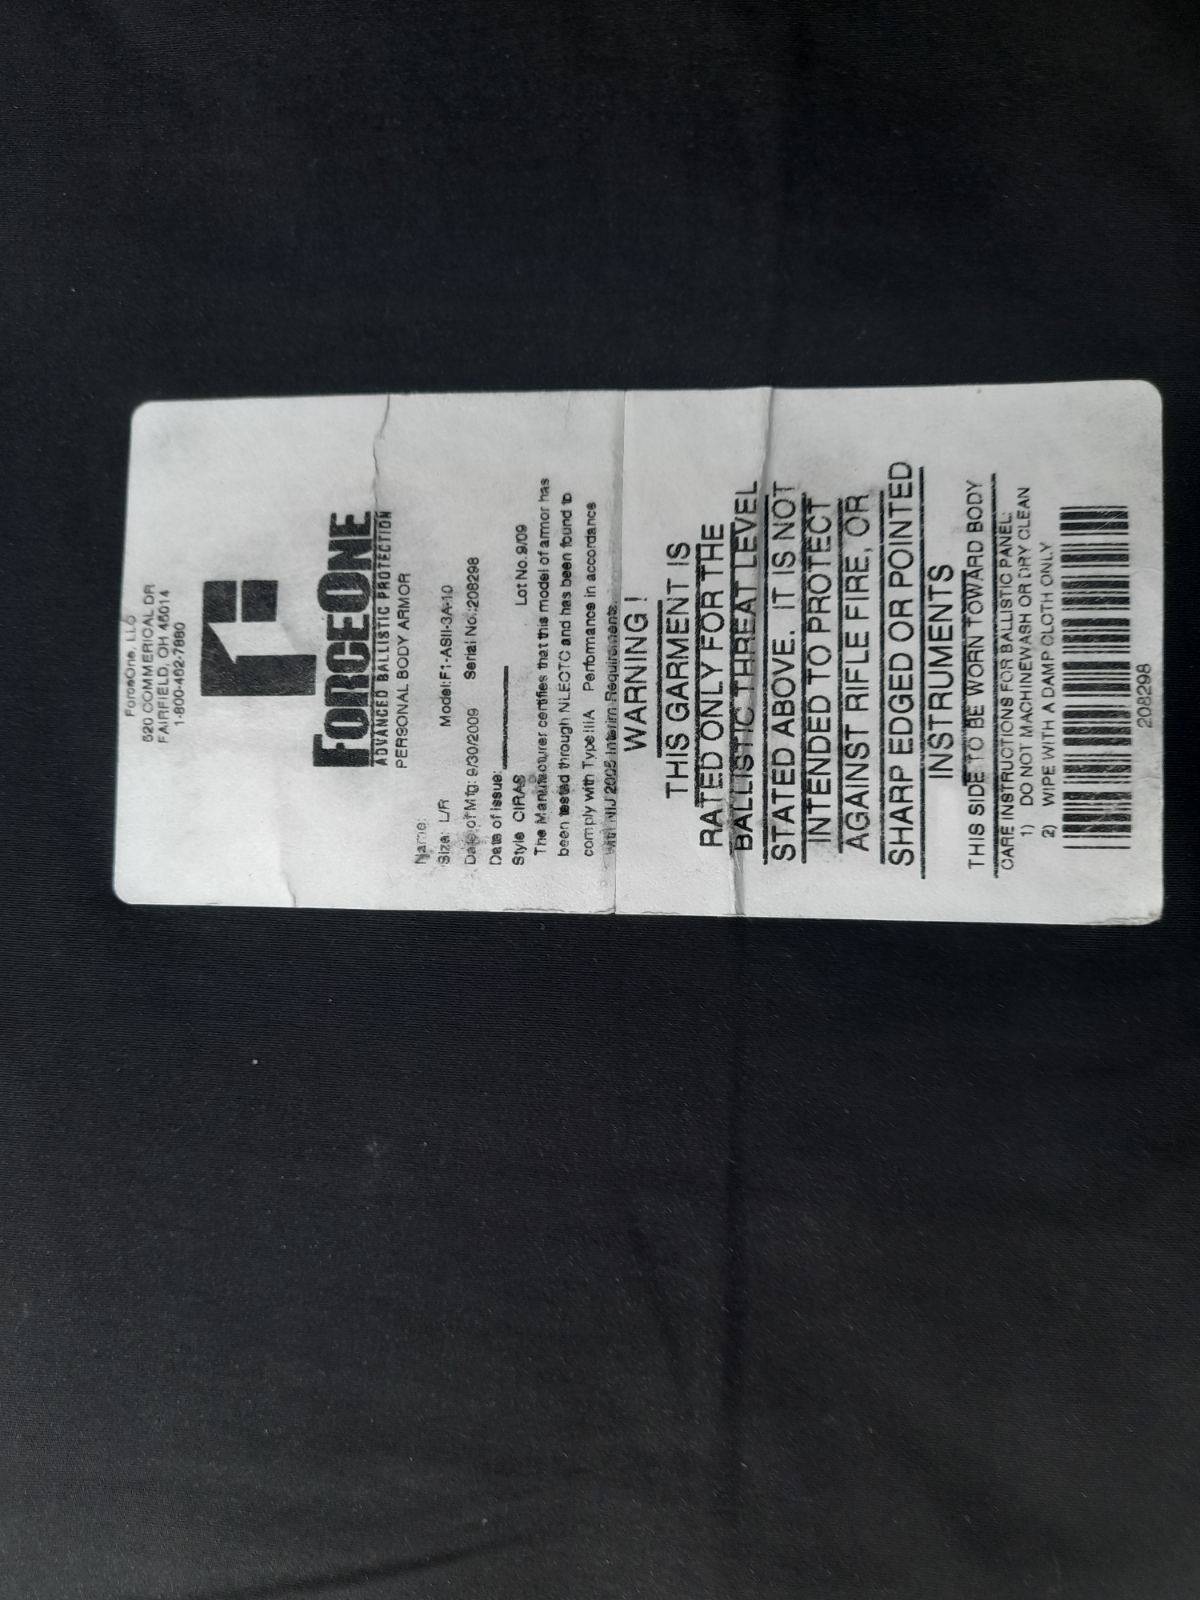 ForceOne, LLC
520 COMMERICAL DR
FAIRFIELD, OH 45014
1-800-462-7880
FORCEONE
ADVANCED BALLISTIC PROTECTION
PERSONAL BODY ARMOR
Name:
Size: L/R Model: F1-ASII-3A-10
Date of Mfg: 9/30/2009 Serial No.:208298
Date of Issue:
Style CIRAS Lot No. 9/09
The Manufacturer certifies that this model of armor has
been tested through NLECTC and has been found to
comply with Type IIIA Performance in accordance
with NIJ 2005 Interim Requirements.
WARNING !
THIS GARMENT IS
RATED ONLY FOR THE
BALLISTIC THREAT LEVEL
STATED ABOVE. IT IS NOT
INTENDED TO PROTECT
AGAINST RIFLE FIRE, OR
SHARP EDGED OR POINTED
INSTRUMENTS
THIS SIDE TO BE WORN TOWARD BODY
CARE INSTRUCTIONS FOR BALLISTIC PANEL:
1) DO NOT MACHINEWASH OR DRY CLEAN
2) WIPE WITH A DAMP CLOTH ONLY
208298